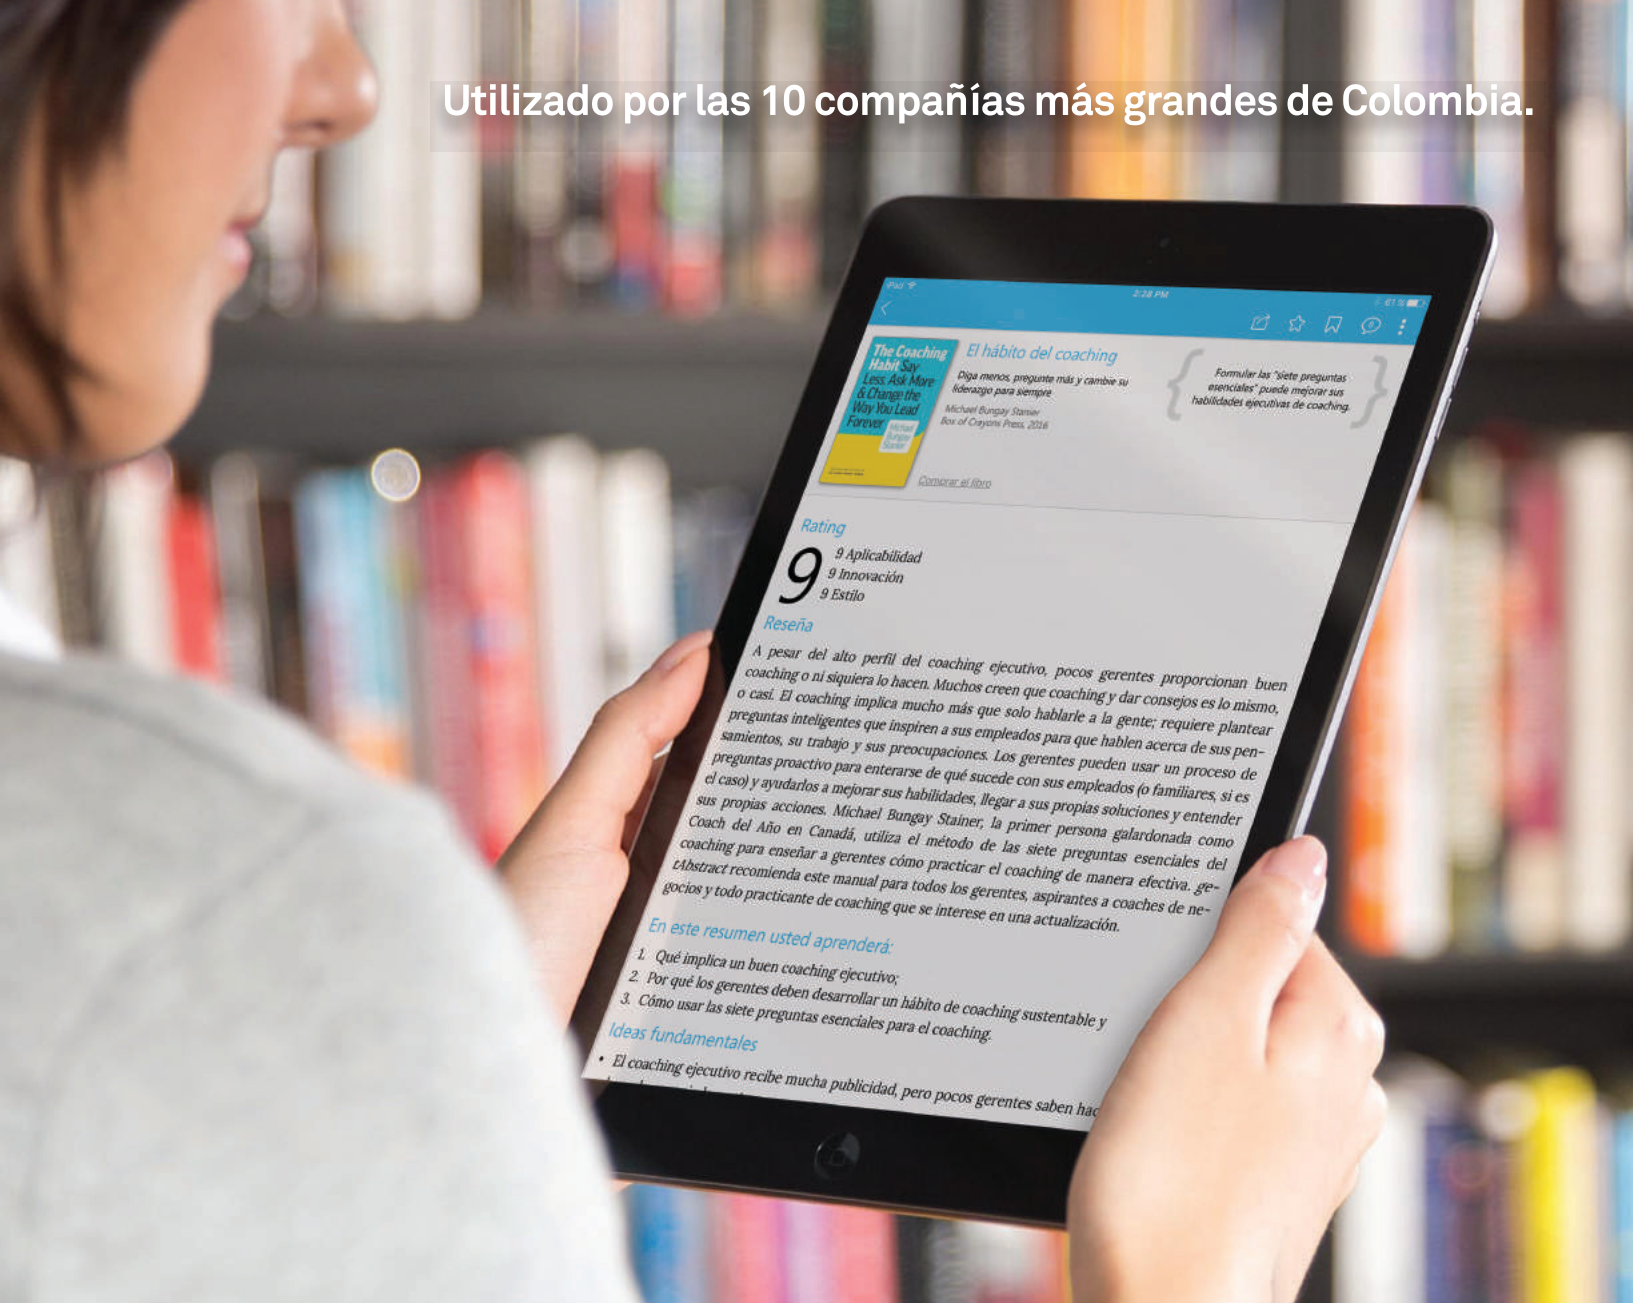 Utilizado por las 10 compañías más grandes de Colombia.
iPad
2:28 PM
61 %
The Coaching
Habit Say
Less, Ask More
& Change the
Way You Lead
Forever
Michael
Bungay
Stanier
El hábito del coaching
Diga menos, pregunte más y cambie su
liderazgo para siempre
Michael Bungay Stanier
Box of Crayons Press, 2016
Comprar el libro
Formular las "siete preguntas
esenciales" puede mejorar sus
habilidades ejecutivas de coaching.
Rating
9
9 Aplicabilidad
9 Innovación
9 Estilo
Reseña
A pesar del alto perfil del coaching ejecutivo, pocos gerentes proporcionan buen
coaching o ni siquiera lo hacen. Muchos creen que coaching y dar consejos es lo mismo,
o casi. El coaching implica mucho más que solo hablarle a la gente; requiere plantear
preguntas inteligentes que inspiren a sus empleados para que hablen acerca de sus pen-
samientos, su trabajo y sus preocupaciones. Los gerentes pueden usar un proceso de
preguntas proactivo para enterarse de qué sucede con sus empleados (o familiares, si es
el caso) y ayudarlos a mejorar sus habilidades, llegar a sus propias soluciones y entender
sus propias acciones. Michael Bungay Stainer, la primer persona galardonada como
Coach del Año en Canadá, utiliza el método de las siete preguntas esenciales del
coaching para enseñar a gerentes cómo practicar el coaching de manera efectiva. ge-
tAbstract recomienda este manual para todos los gerentes, aspirantes a coaches de ne-
gocios y todo practicante de coaching que se interese en una actualización.
En este resumen usted aprenderá:
1. Qué implica un buen coaching ejecutivo;
2. Por qué los gerentes deben desarrollar un hábito de coaching sustentable y
3. Cómo usar las siete preguntas esenciales para el coaching.
Ideas fundamentales
• El coaching ejecutivo recibe mucha publicidad, pero pocos gerentes saben hac